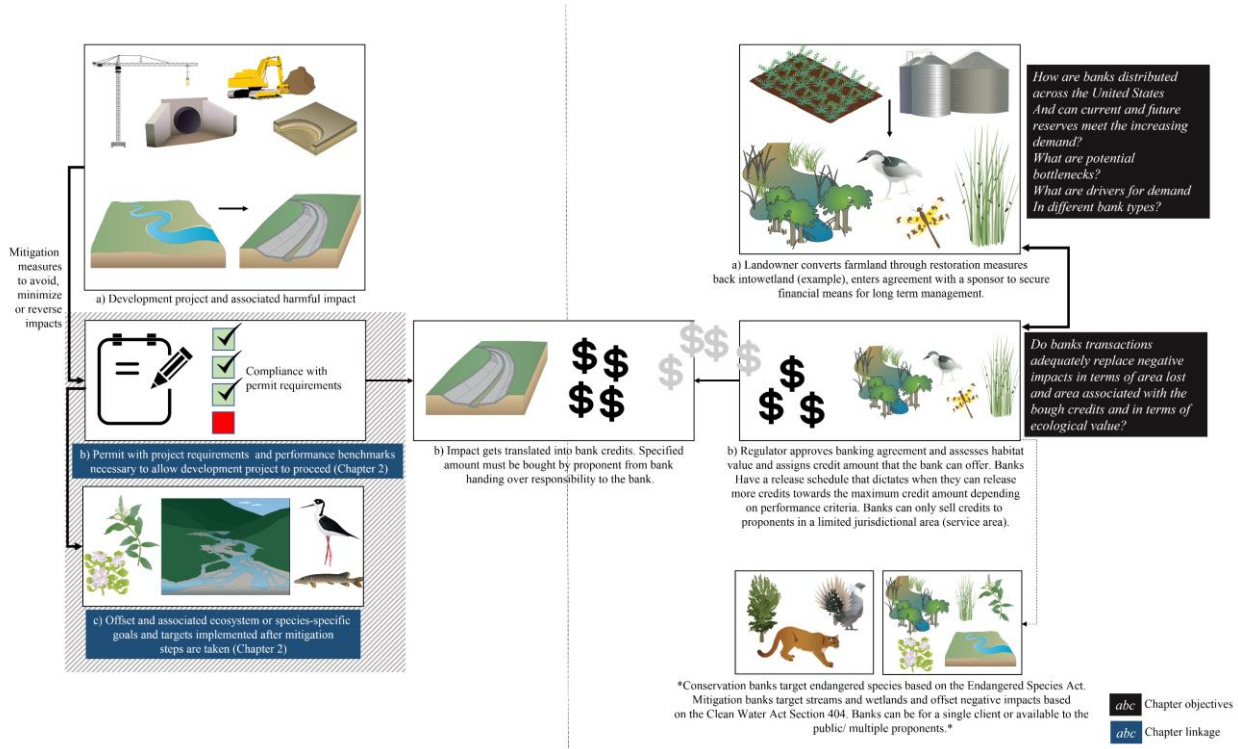 Mitigation
measures
to avoid,
minimize
or reverse
impacts
a) Development project and associated harmful impact
Compliance with
permit requirements
b) Permit with project requirements and performance benchmarks
necessary to allow development project to proceed (Chapter 2)
c) Offset and associated ecosystem or species-specific
goals and targets implemented after mitigation
steps are taken (Chapter 2)
$ $
$ $
$ $ $ $ $
b) Impact gets translated into bank credits. Specified
amount must be bought by proponent from bank
handing over responsibility to the bank.
a) Landowner converts farmland through restoration measures
back intowetland (example), enters agreement with a sponsor to secure
financial means for long term management.
How are banks distributed
across the United States
And can current and future
reserves meet the increasing
demand?
What are potential
bottlenecks?
What are drivers for demand
In different bank types?
$
$ $
b) Regulator approves banking agreement and assesses habitat
value and assigns credit amount that the bank can offer. Banks
Have a release schedule that dictates when they can release
more credits towards the maximum credit amount depending
on performance criteria. Banks can only sell credits to
proponents in a limited jurisdictional area (service area).
Do banks transactions
adequately replace negative
impacts in terms of area lost
and area associated with the
bough credits and in terms of
ecological value?
*Conservation banks target endangered species based on the Endangered Species Act.
Mitigation banks target streams and wetlands and offset negative impacts based
on the Clean Water Act Section 404. Banks can be for a single client or available to the
public/ multiple proponents.*
abc Chapter objectives
abc Chapter linkage